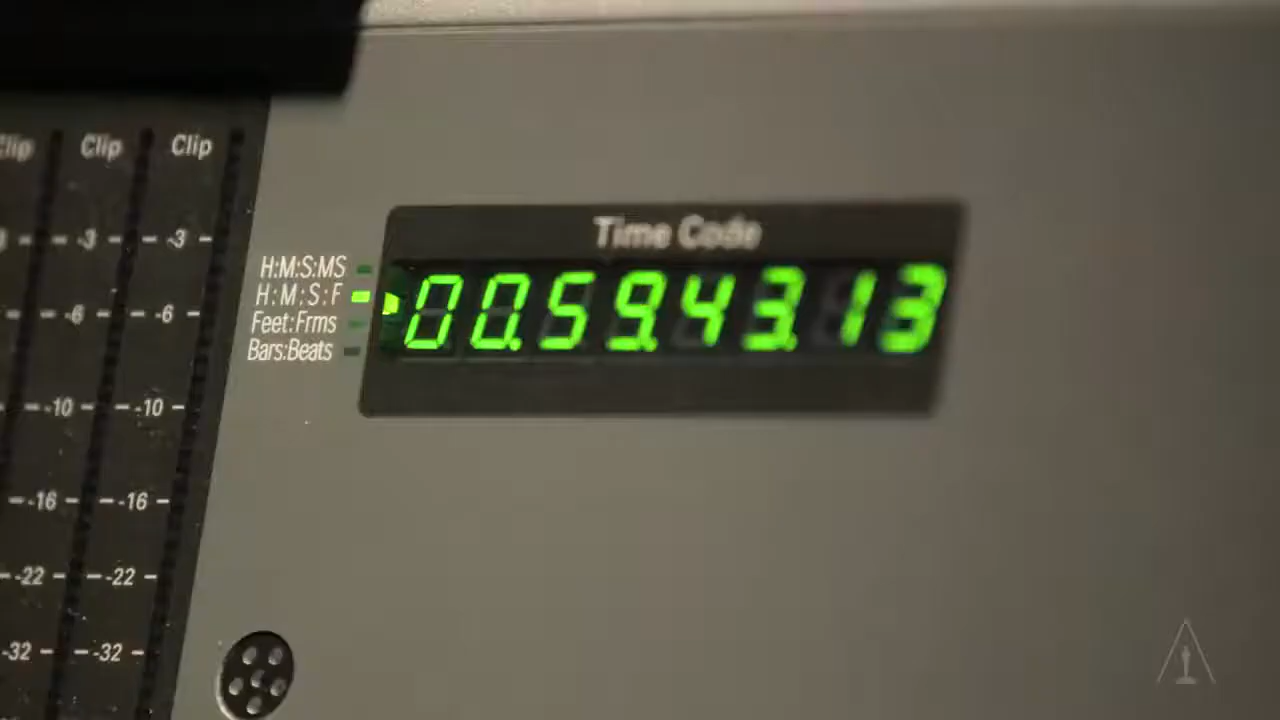 Clip Clip Clip
Time Code
H:M:S:MS
H:M:S:F
Feet:Frms
Bars:Beats
00.59.43.13
-3 -3
-6 -6
-10 -10
-16 -16
-22 -22
-32 -32